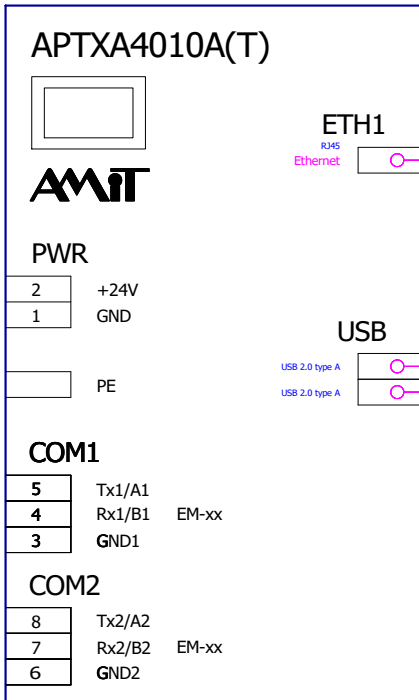 APTXA4010A(T)
AMiT
ETH1
RJ45
Ethernet
PWR
2 +24V
1 GND
PE
USB
USB 2.0 type A
USB 2.0 type A
COM1
5 Tx1/A1
4 Rx1/B1 EM-xx
3 GND1
COM2
8 Tx2/A2
7 Rx2/B2 EM-xx
6 GND2